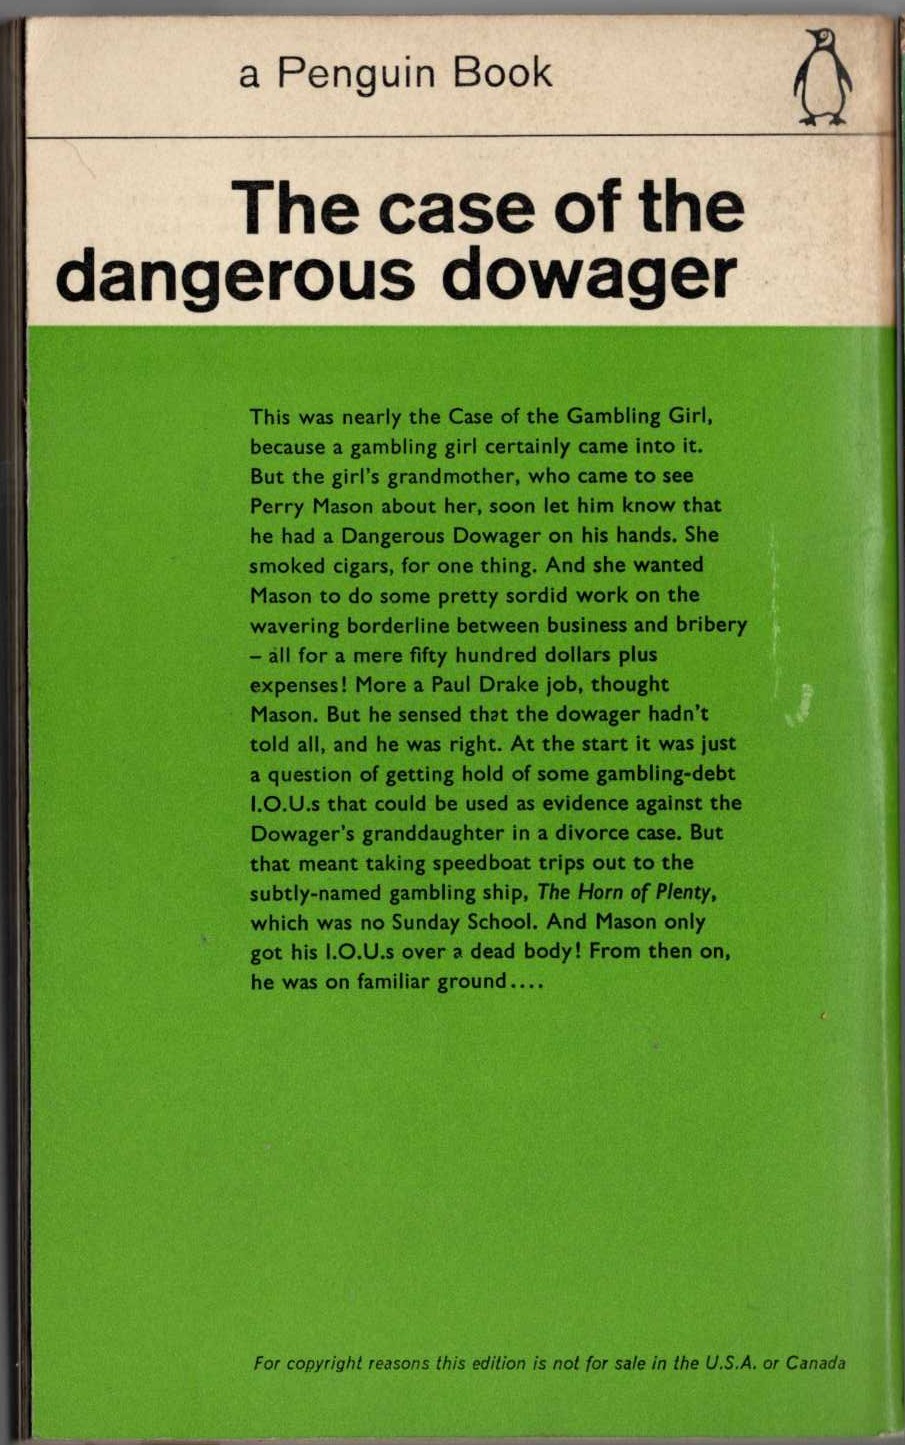 a Penguin Book
The case of the
dangerous dowager
This was nearly the Case of the Gambling Girl,
because a gambling girl certainly came into it.
But the girl's grandmother, who came to see
Perry Mason about her, soon let him know that
he had a Dangerous Dowager on his hands. She
smoked cigars, for one thing. And she wanted
Mason to do some pretty sordid work on the
wavering borderline between business and bribery
– all for a mere fifty hundred dollars plus
expenses! More a Paul Drake job, thought
Mason. But he sensed that the dowager hadn't
told all, and he was right. At the start it was just
a question of getting hold of some gambling-debt
I.O.U.s that could be used as evidence against the
Dowager's granddaughter in a divorce case. But
that meant taking speedboat trips out to the
subtly-named gambling ship, The Horn of Plenty,
which was no Sunday School. And Mason only
got his I.O.U.s over a dead body! From then on,
he was on familiar ground....
For copyright reasons this edition is not for sale in the U.S.A. or Canada